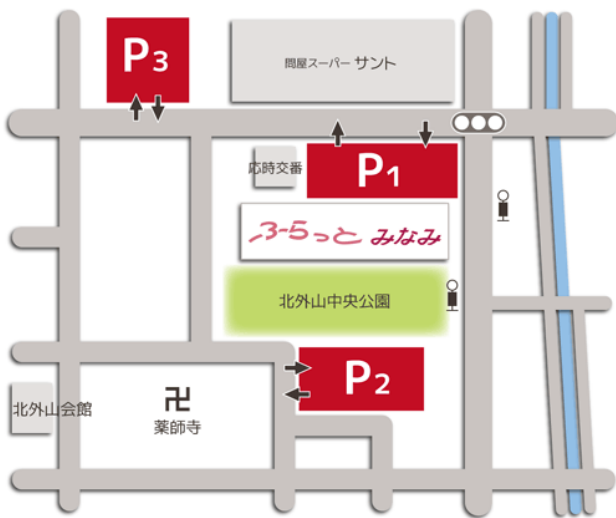 P3
問屋スーパー サント
応時交番
P1
ふらっと みなみ
北外山中央公園
P2
北外山会館
卍
薬師寺